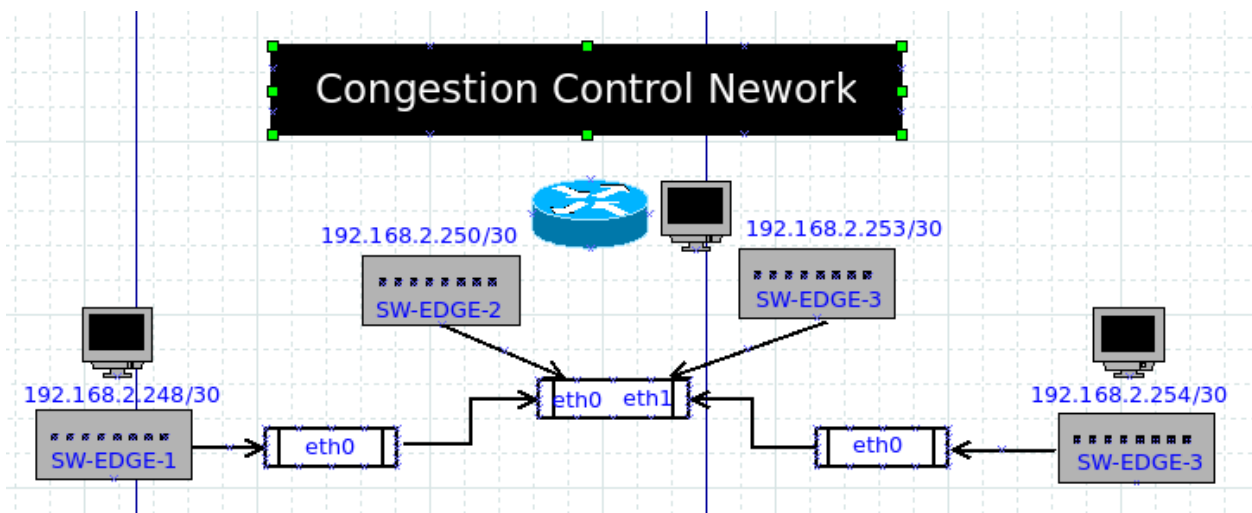 Congestion Control Nework
192.168.2.250/30
192.168.2.253/30
SW-EDGE-2
SW-EDGE-3
192.168.2.248/30
192.168.2.254/30
eth0 eth1
SW-EDGE-1
eth0
eth0
SW-EDGE-3